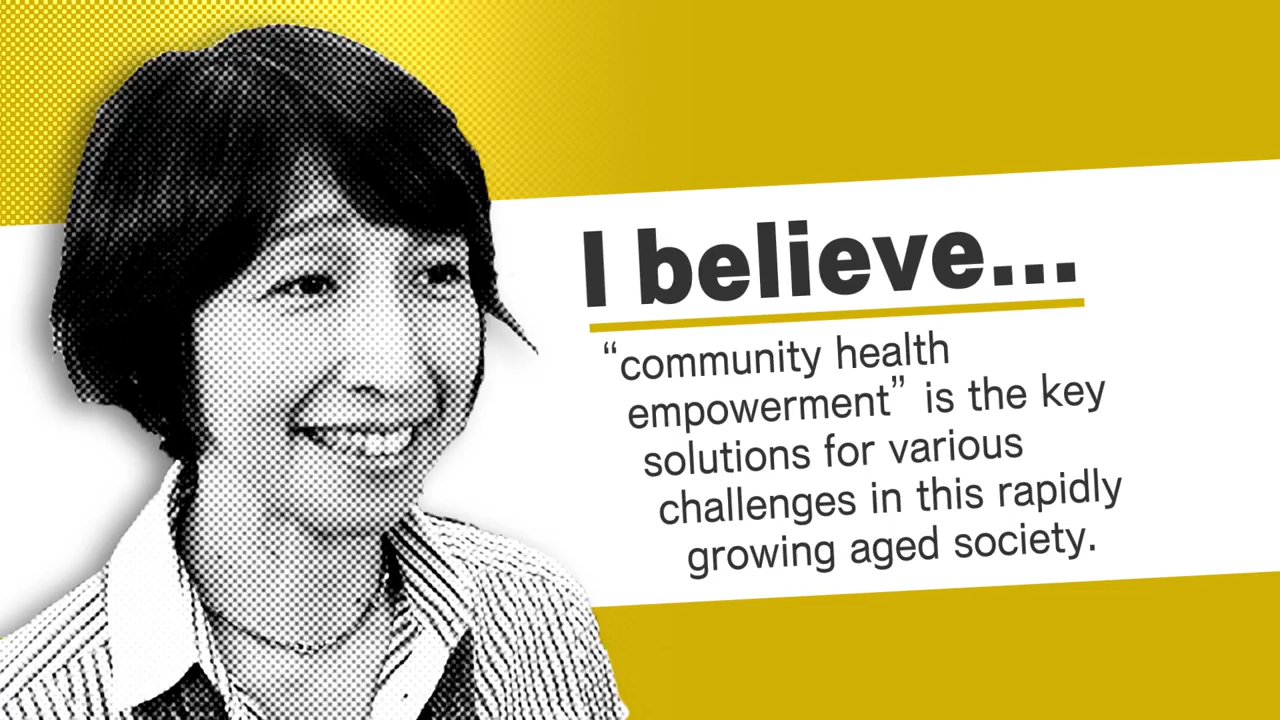 I believe...
“community health
empowerment” is the key
solutions for various
challenges in this rapidly
growing aged society.